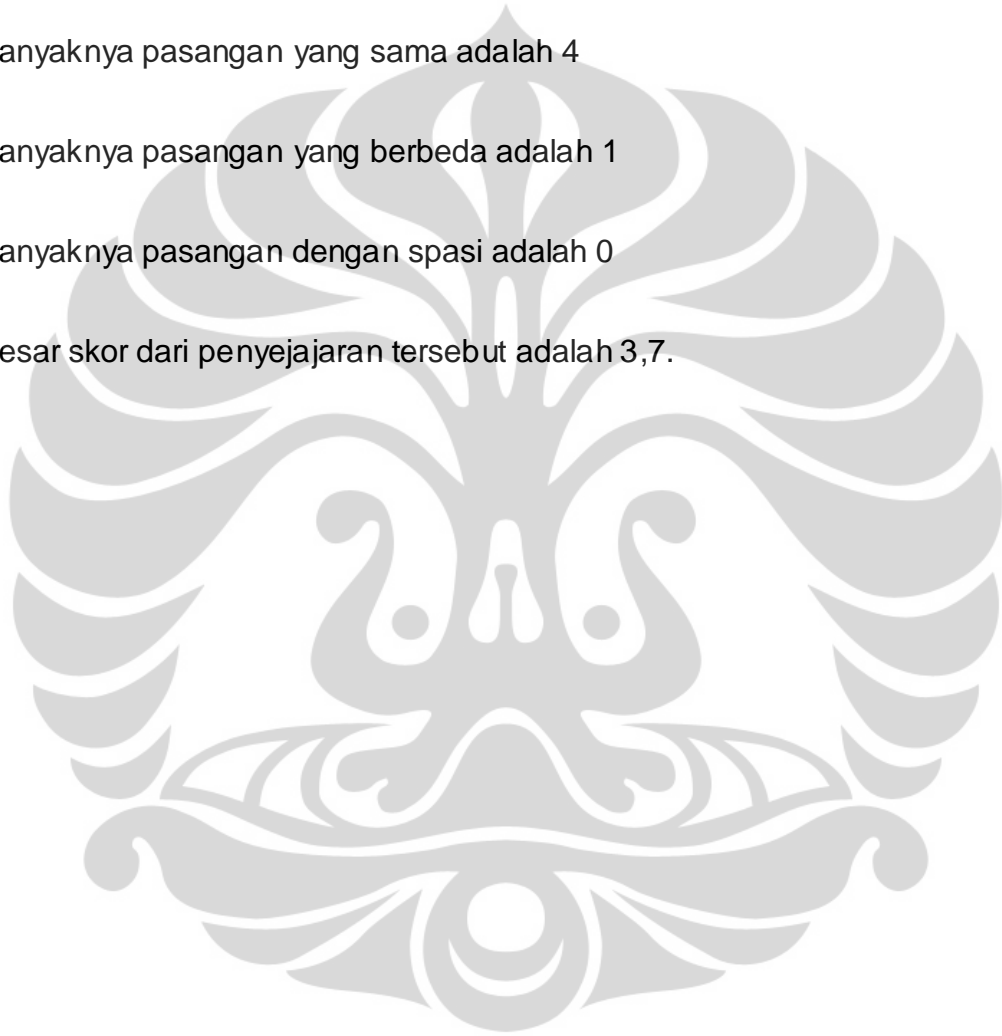 anyaknya pasangan yang sama adalah 4
anyaknya pasangan yang berbeda adalah 1
anyaknya pasangan dengan spasi adalah 0
esar skor dari penyejajaran tersebut adalah 3,7.